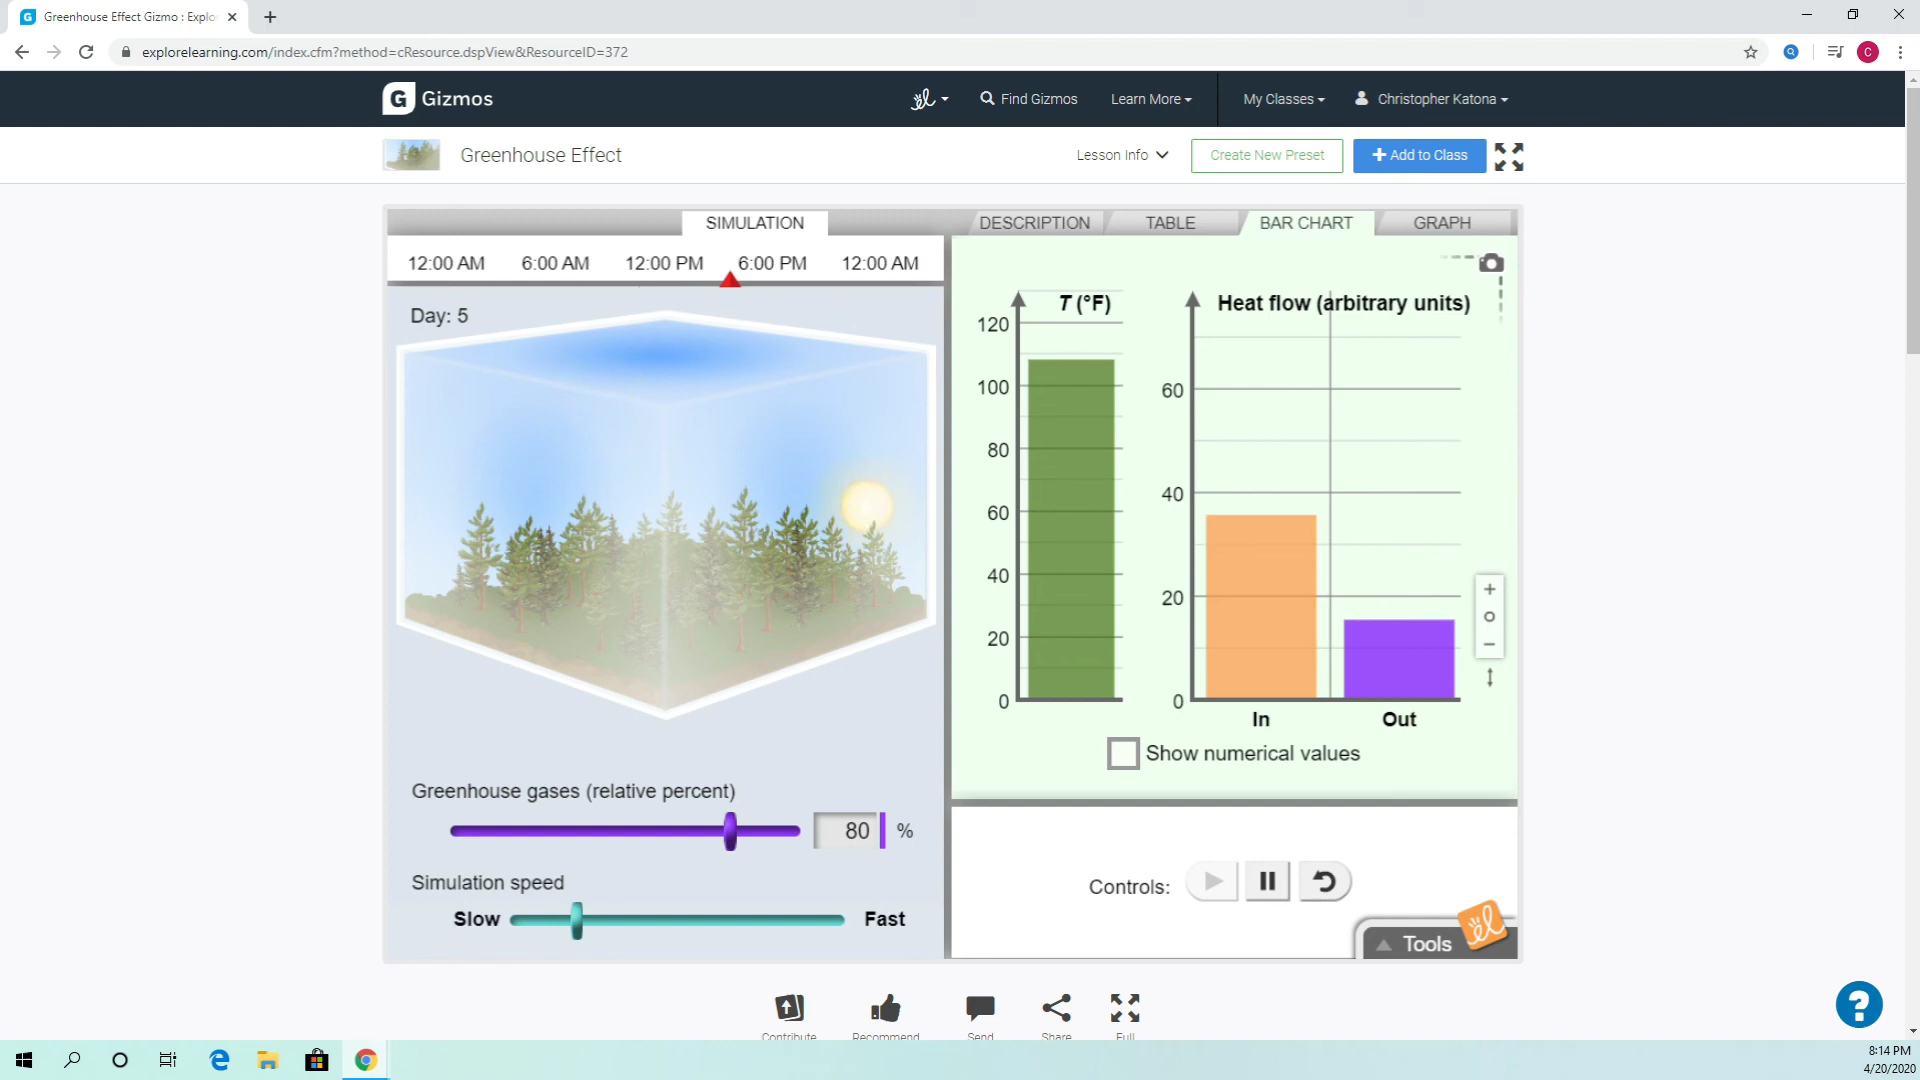 Greenhouse Effect Gizmo : Explo
explorelearning.com/index.cfm?method=cResource.dspView&ResourceID=372
C
G Gizmos
Find Gizmos
Learn More
My Classes
Christopher Katona
Greenhouse Effect
Lesson Info
Create New Preset
+ Add to Class
SIMULATION
DESCRIPTION
TABLE
BAR CHART
GRAPH
12:00 AM 6:00 AM 12:00 PM 6:00 PM 12:00 AM
Day: 5
T (°F)
120
100
80
60
40
20
0
Heat flow (arbitrary units)
60
40
20
0
In
Out
Show numerical values
Greenhouse gases (relative percent)
80 %
Simulation speed
Slow
Fast
Controls:
Tools
Contribute
Recommend
Send
Share
Full
?
8:14 PM
4/20/2020